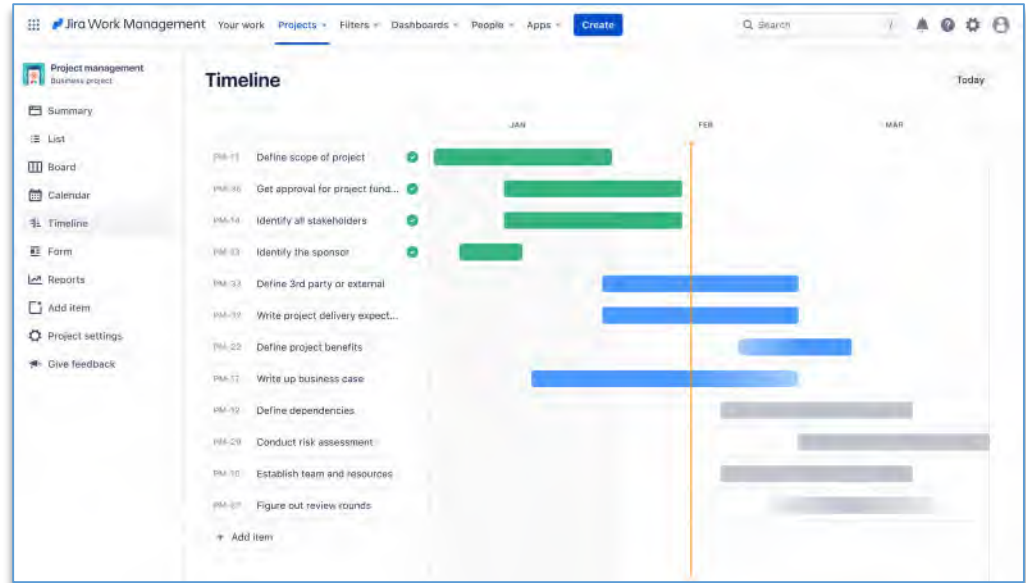 Jira Work Management Your work Projects Filters Dashboards People Apps Create Search /
Project management
Business project
Summary
List
Board
Calendar
Timeline
Form
Reports
Add item
Project settings
Give feedback
Timeline
Today
JAN FEB MAR
Define scope of project
Get approval for project fund...
Identify all stakeholders
Identify the sponsor
Define 3rd party or external
Write project delivery expect...
PM-22 Define project benefits
Write up business case
Define dependencies
Conduct risk assessment
Establish team and resources
Figure out review rounds
+ Add item